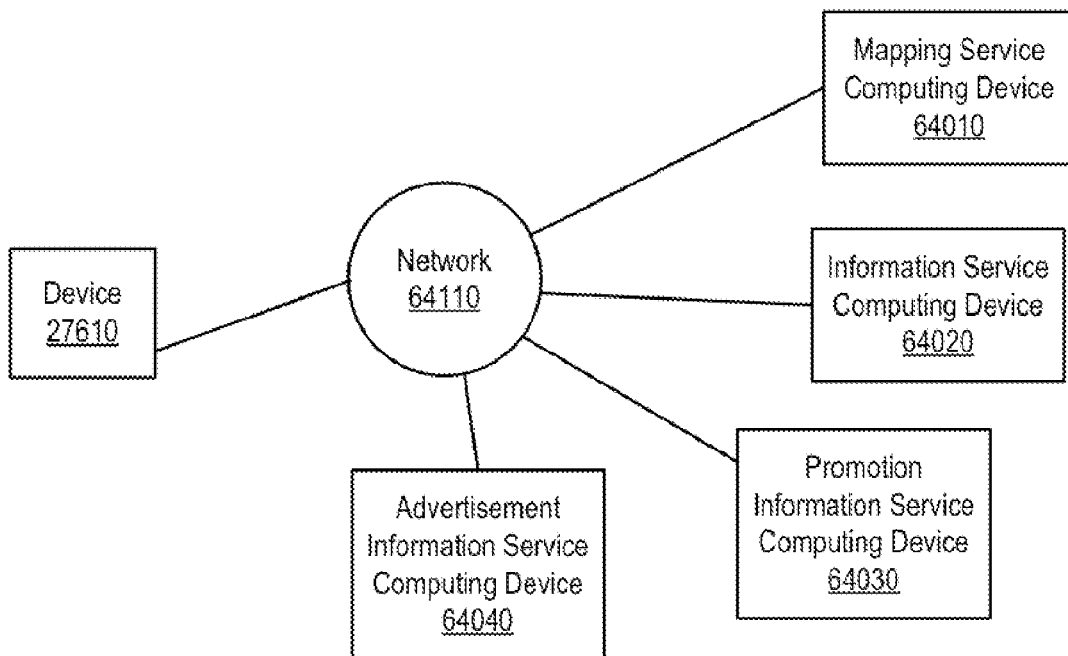 Mapping Service
Computing Device
64010
Network
64110
Device
27610
Information Service
Computing Device
64020
Promotion
Information Service
Computing Device
64030
Advertisement
Information Service
Computing Device
64040